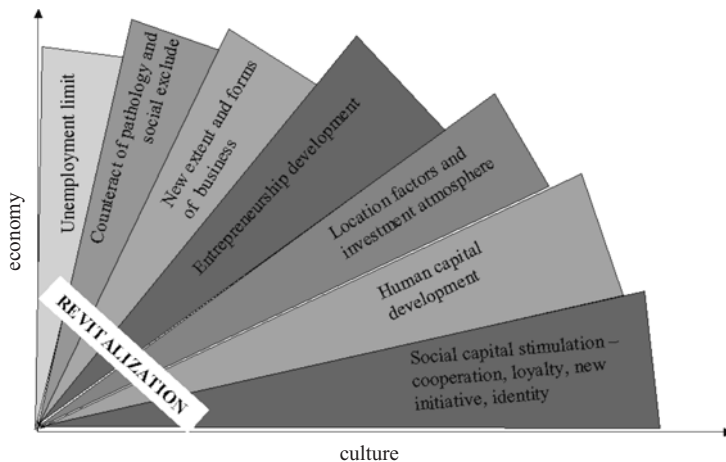 economy
Unemployment limit
Counteract of pathology and
social exclude
New extent and forms
of business
Entrepreneurship development
Location factors and
investment atmosphere
Human capital
development
Social capital stimulation –
cooperation, loyalty, new
initiative, identity
REVITALIZATION
culture